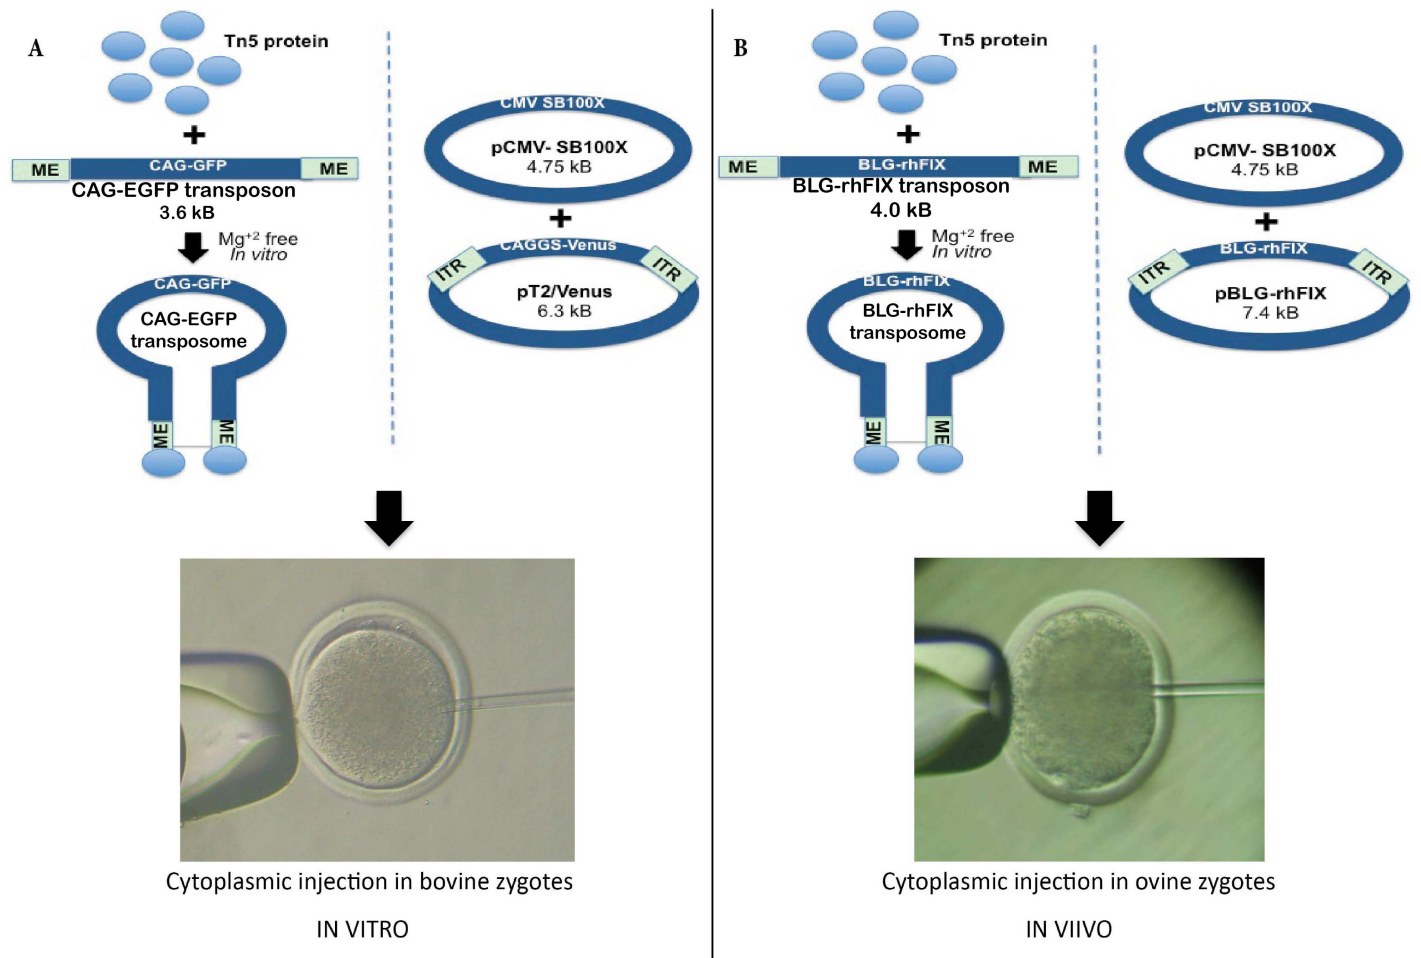 A
Tn5 protein
ME
CAG-GFP
ME
CAG-EGFP transposon
3.6 kB
Mg+2 free
In vitro
CAG-GFP
CAG-EGFP
transposome
ME
ME
CMV SB100X
pCMV- SB100X
4.75 kB
CAGGS-Venus
ITR
ITR
pT2/Venus
6.3 kB
Cytoplasmic injection in bovine zygotes
IN VITRO
B
Tn5 protein
ME
BLG-rhFIX
ME
BLG-rhFIX transposon
4.0 kB
Mg+2 free
In vitro
BLG-rhFIX
BLG-rhFIX
transposome
ME
ME
CMV SB100X
pCMV- SB100X
4.75 kB
BLG-rhFIX
ITR
ITR
pBLG-rhFIX
7.4 kB
Cytoplasmic injection in ovine zygotes
IN VIIVO